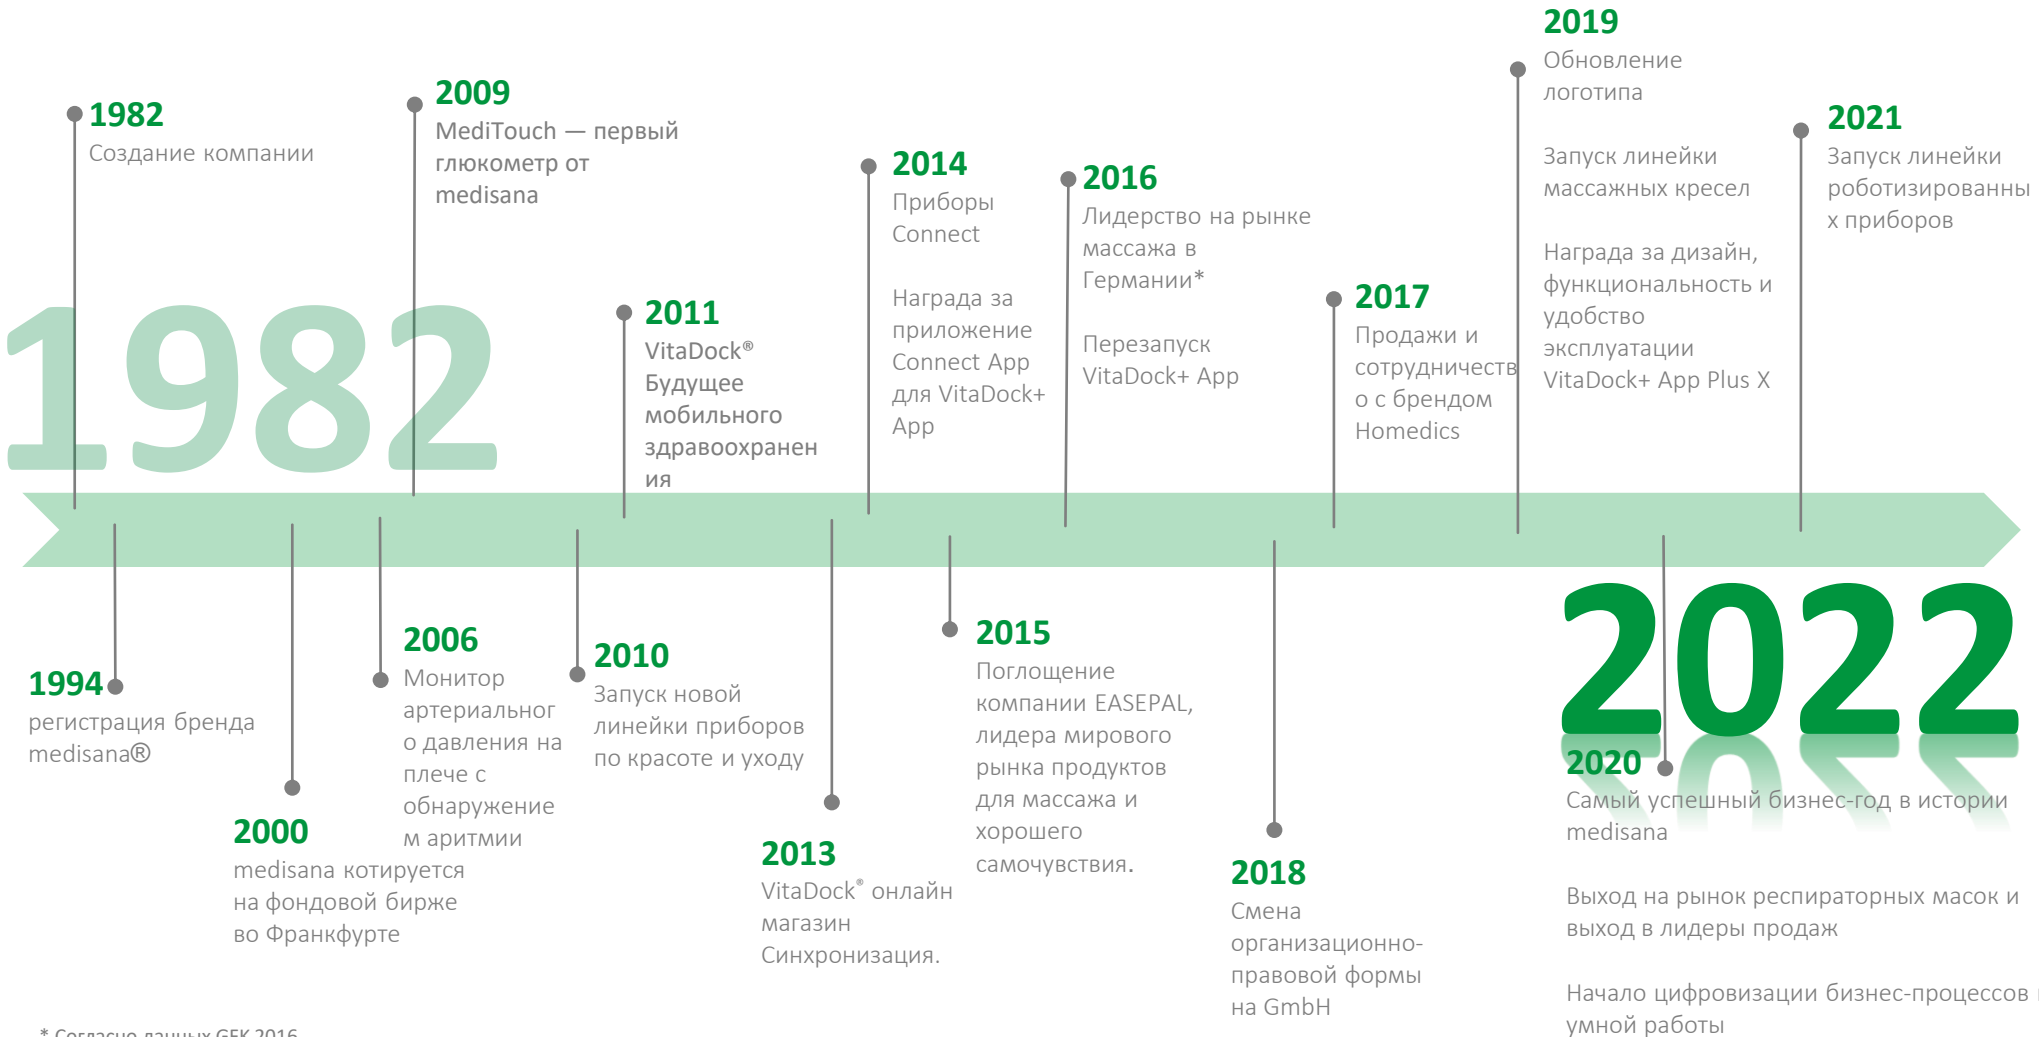 1982
Создание компании
2009
MediTouch — первый
глюкометр от
medisana
2011
VitaDock®
Будущее
мобильного
здравоохранен
ия
2014
Приборы
Connect
Награда за
приложение
Connect App
для VitaDock+
App
2016
Лидерство на рынке
массажа в
Германии*
Перезапуск
VitaDock+ App
2017
Продажи и
сотрудничеств
о с брендом
Homedics
2019
Обновление
логотипа
Запуск линейки
массажных кресел
Награда за дизайн,
функциональность и
удобство
эксплуатации
VitaDock+ App Plus X
2021
Запуск линейки
роботизированны
х приборов
1982
1994
регистрация бренда
medisana®
2000
medisana котируется
на фондовой бирже
во Франкфурте
2006
Монитор
артериальног
о давления на
плече с
обнаружение
м аритмии
2010
Запуск новой
линейки приборов
по красоте и уходу
2013
VitaDock® онлайн
магазин
Синхронизация.
2015
Поглощение
компании EASEPAL,
лидера мирового
рынка продуктов
для массажа и
хорошего
самочувствия.
2018
Смена
организационно-
правовой формы
на GmbH
2022
2020
Самый успешный бизнес-год в истории
medisana
Выход на рынок респираторных масок и
выход в лидеры продаж
Начало цифровизации бизнес-процессов
умной работы
* Согласно данных GFK 2016